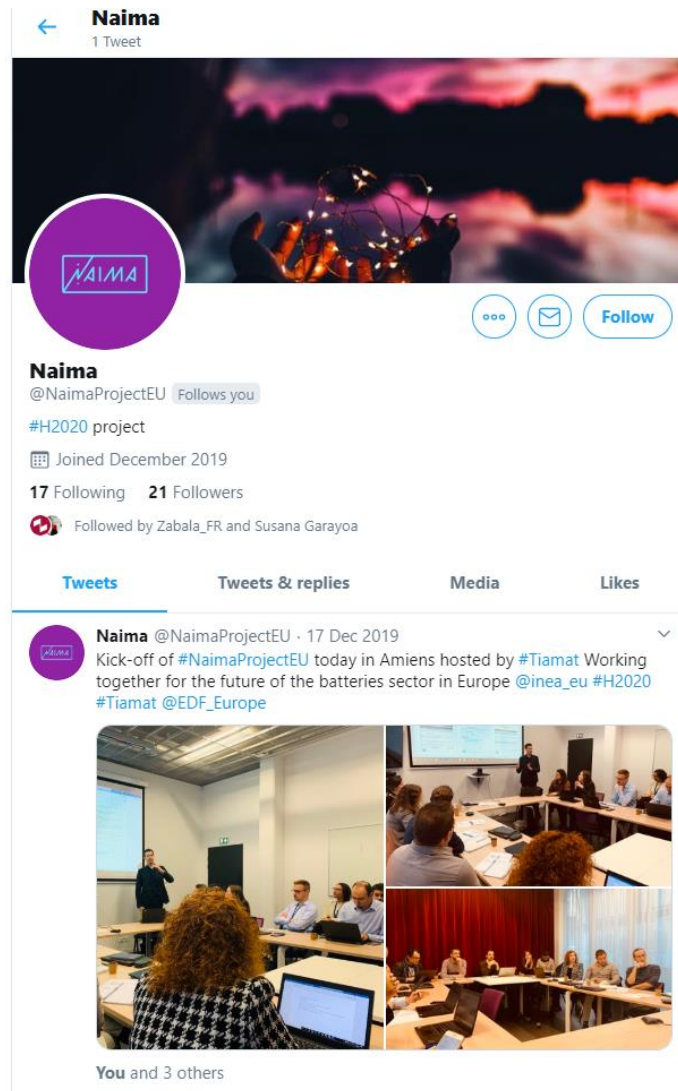 Naima
1 Tweet
NAIMA
Follow
Naima
@NaimaProjectEU Follows you
#H2020 project
Joined December 2019
17 Following 21 Followers
Followed by Zabala_FR and Susana Garayoa
Tweets Tweets & replies Media Likes
NAIMA
Naima @NaimaProjectEU · 17 Dec 2019
Kick-off of #NaimaProjectEU today in Amiens hosted by #Tiamat Working
together for the future of the batteries sector in Europe @inea_eu #H2020
#Tiamat @EDF_Europe
You and 3 others